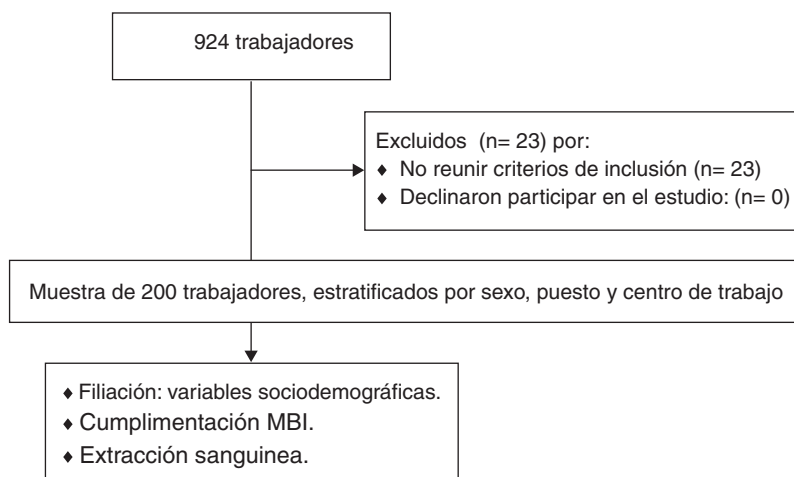 924 trabajadores
Excluidos (n= 23) por:
♦ No reunir criterios de inclusión (n= 23)
♦ Declinaron participar en el estudio: (n= 0)
Muestra de 200 trabajadores, estratificados por sexo, puesto y centro de trabajo
♦ Filiación: variables sociodemográficas.
♦ Cumplimentación MBI.
♦ Extracción sanguinea.